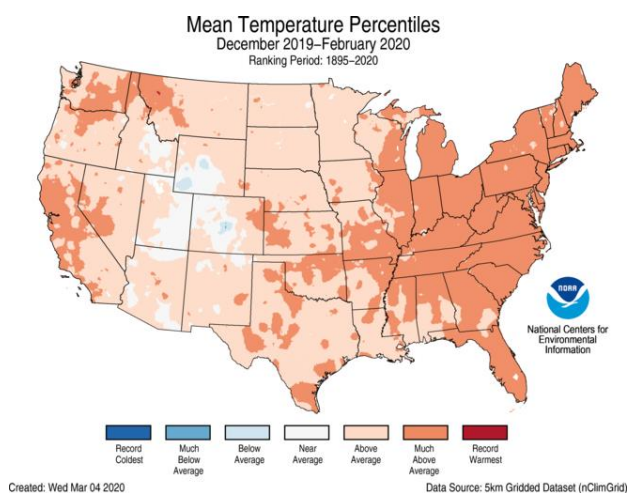 Mean Temperature Percentiles
December 2019–February 2020
Ranking Period: 1895–2020
NOAA
National Centers for
Environmental
Information
Record
Coldest
Much
Below
Average
Below
Average
Near
Average
Above
Average
Much
Above
Average
Record
Warmest
Created: Wed Mar 04 2020
Data Source: 5km Gridded Dataset (nClimGrid)